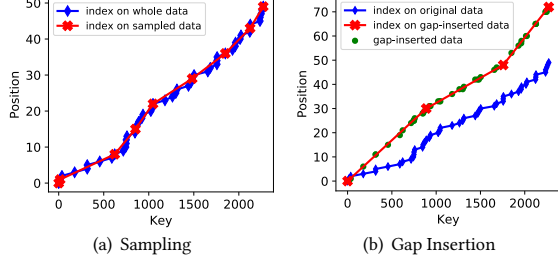 50
40
30
20
10
0
Position
index on whole data
index on sampled data
0 500 1000 1500 2000
Key
(a) Sampling
70
60
50
40
30
20
10
0
Position
index on original data
index on gap-inserted data
gap-inserted data
0 500 1000 1500 2000
Key
(b) Gap Insertion